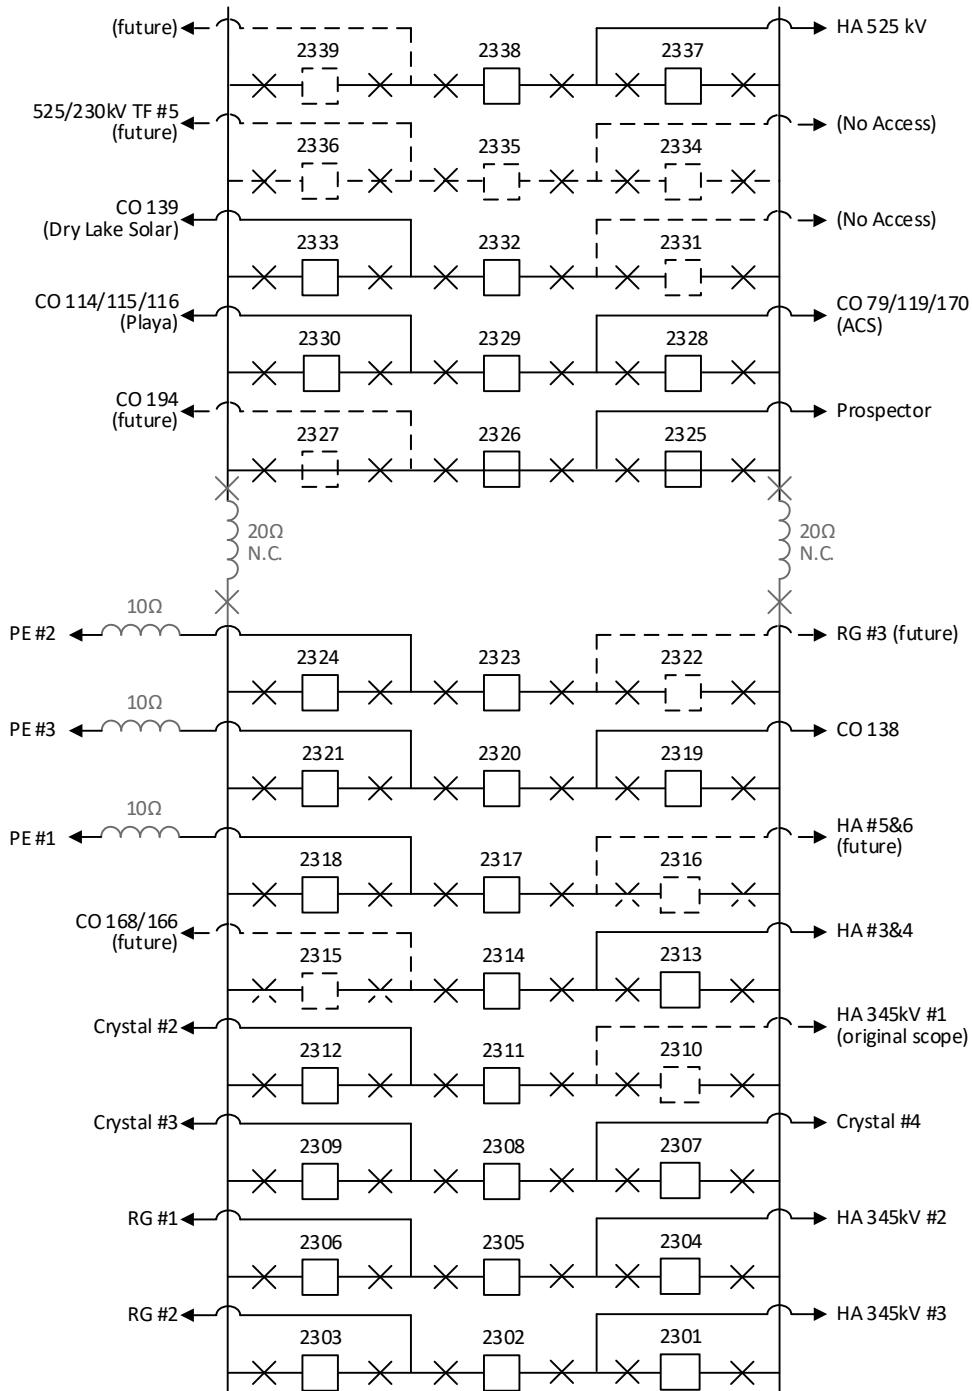 (future)
HA 525 kV
2339
2338
2337
525/230kV TF #5
(future)
(No Access)
2336
2335
2334
CO 139
(Dry Lake Solar)
(No Access)
2333
2332
2331
CO 114/115/116
(Playa)
CO 79/119/170
(ACS)
2330
2329
2328
CO 194
(future)
Prospector
2327
2326
2325
20Ω
N.C.
20Ω
N.C.
10Ω
PE #2
RG #3 (future)
2324
2323
2322
10Ω
PE #3
CO 138
2321
2320
2319
10Ω
PE #1
HA #5&6
(future)
2318
2317
2316
CO 168/166
(future)
HA #3&4
2315
2314
2313
Crystal #2
HA 345kV #1
(original scope)
2312
2311
2310
Crystal #3
Crystal #4
2309
2308
2307
RG #1
HA 345kV #2
2306
2305
2304
RG #2
HA 345kV #3
2303
2302
2301